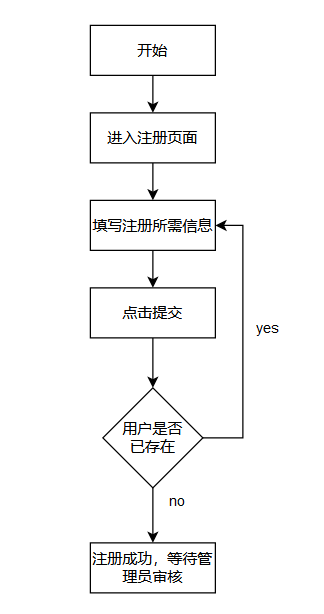 开始
进入注册页面
填写注册所需信息
点击提交
yes
用户是否
已存在
no
注册成功，等待管
理员审核